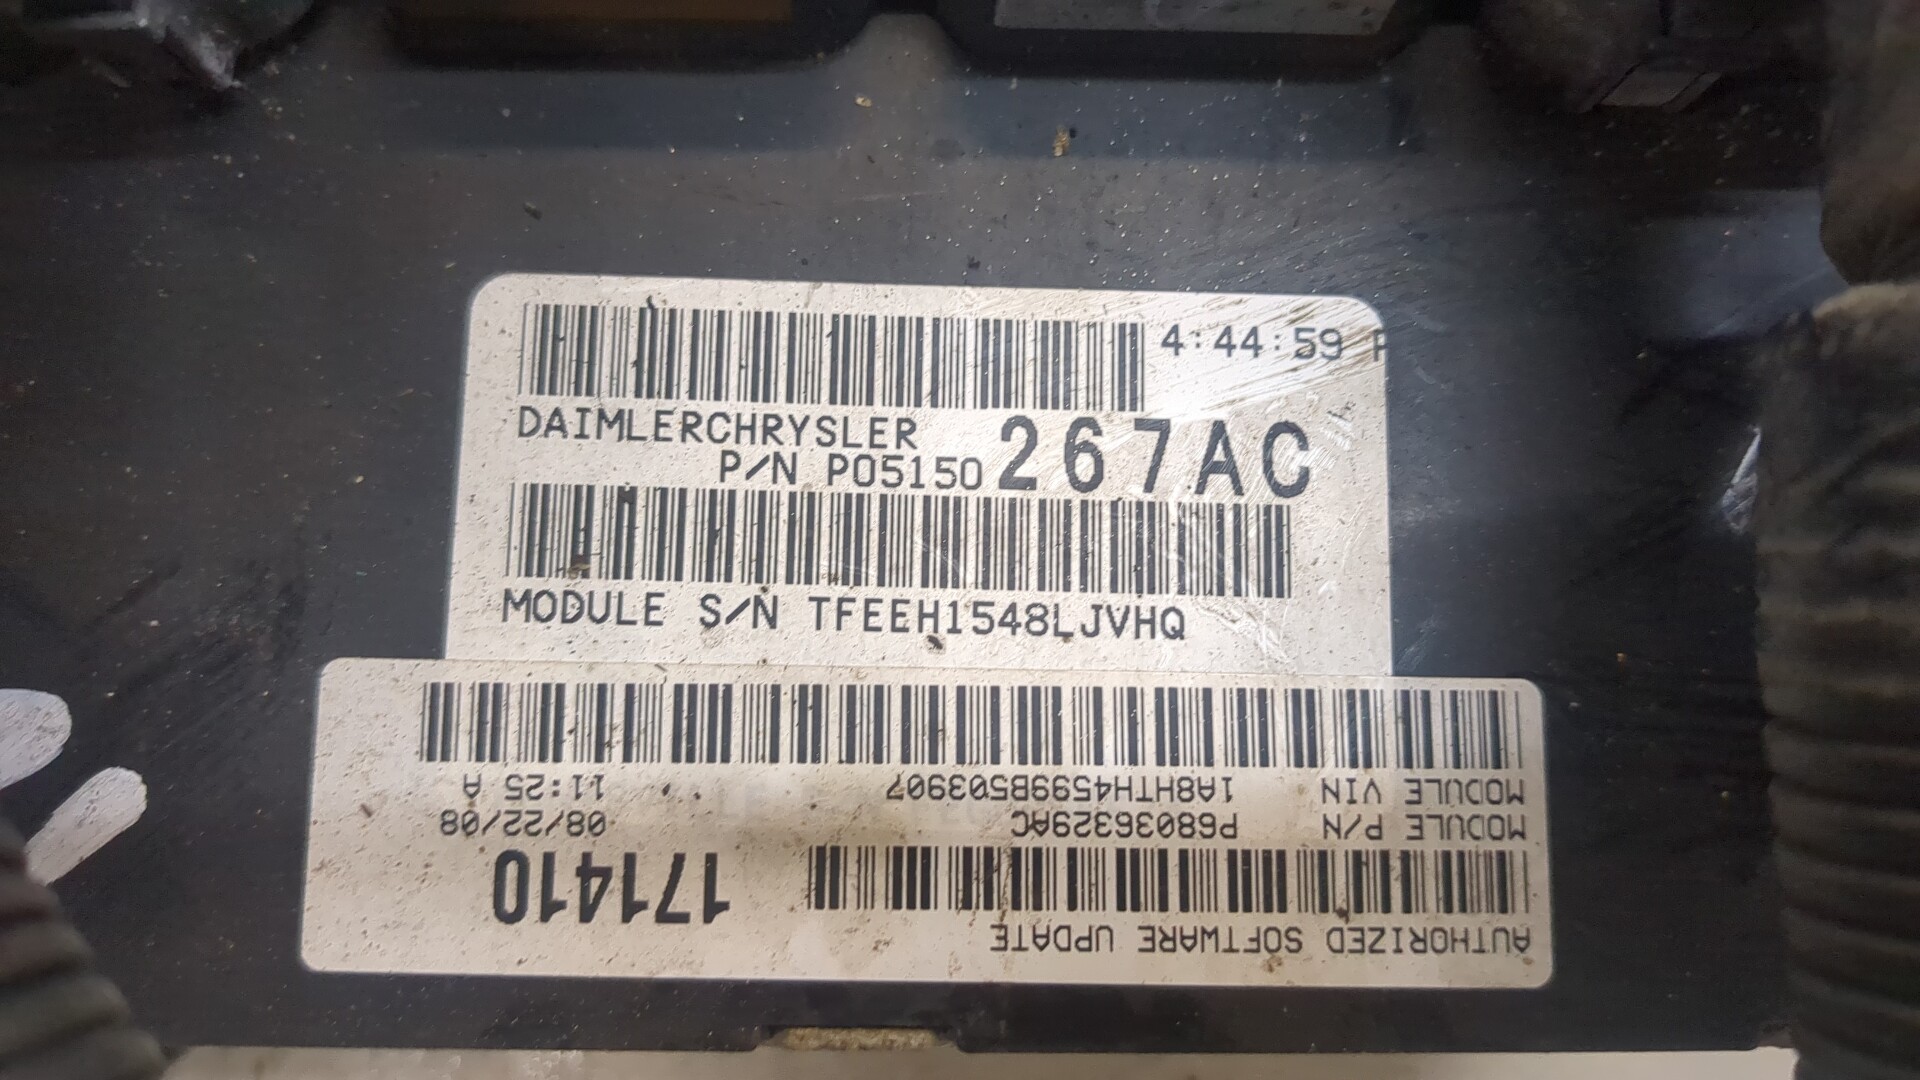 4:44:59 P
DAIMLERCHRYSLER
P/N P05150 267AC
MODULE S/N TFEEH1548LJVHQ
AUTHORIZED SOFTWARE UPDATE
171410
MODULE P/N P68036329AC 08/22/08
MODULE VIN 1A8HTH4599B503907 11:25 A